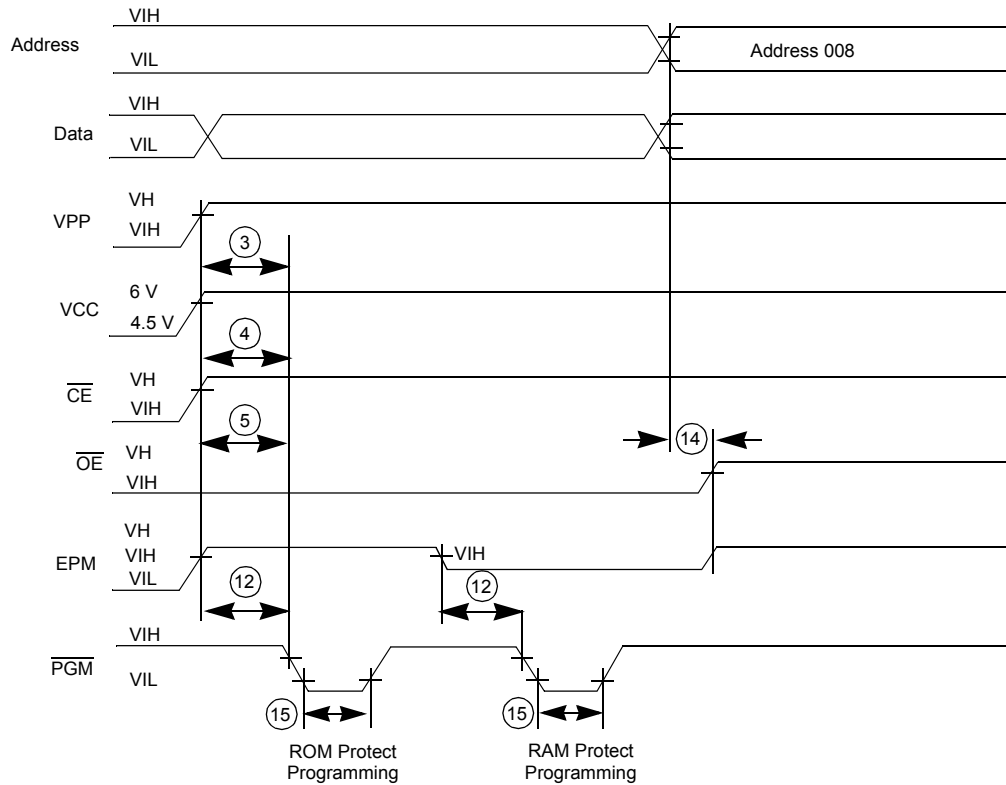 VIH
Address
VIL
Address 008
VIH
Data
VIL
VH
VPP
VIH
3
6 V
VCC
4.5 V
4
VH
CE
VIH
5
14
VH
OE
VIH
VH
VIH
EPM
VIL
VIH
12
12
VIH
PGM
VIL
15
15
ROM Protect
Programming
RAM Protect
Programming